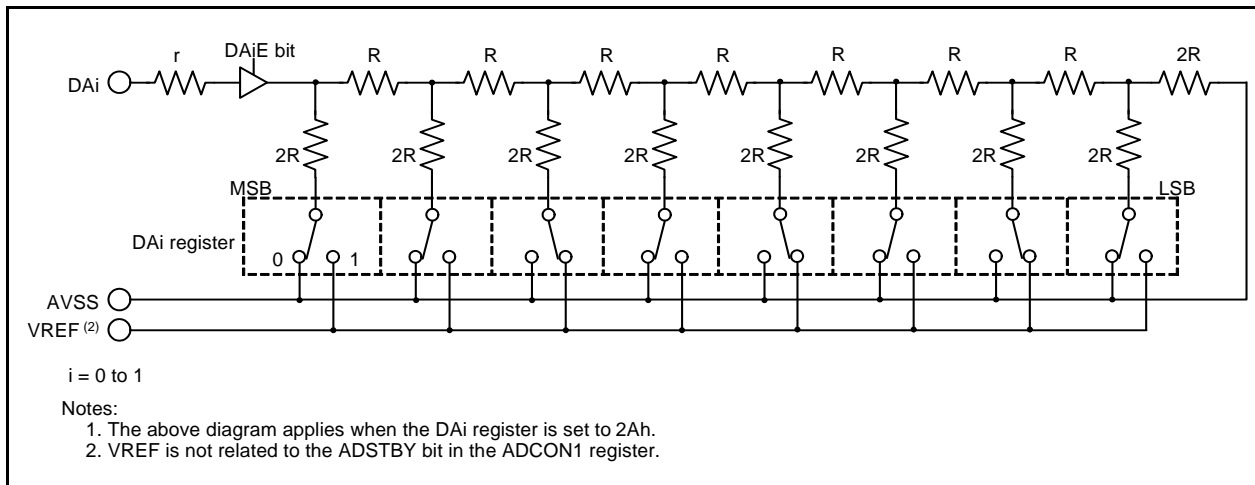 r
DAiE bit
R R R R R R R 2R
DAi
2R 2R 2R 2R 2R 2R 2R 2R
MSB LSB
DAi register
0 1
AVSS
VREF (2)
i = 0 to 1
Notes:
1. The above diagram applies when the DAi register is set to 2Ah.
2. VREF is not related to the ADSTBY bit in the ADCON1 register.